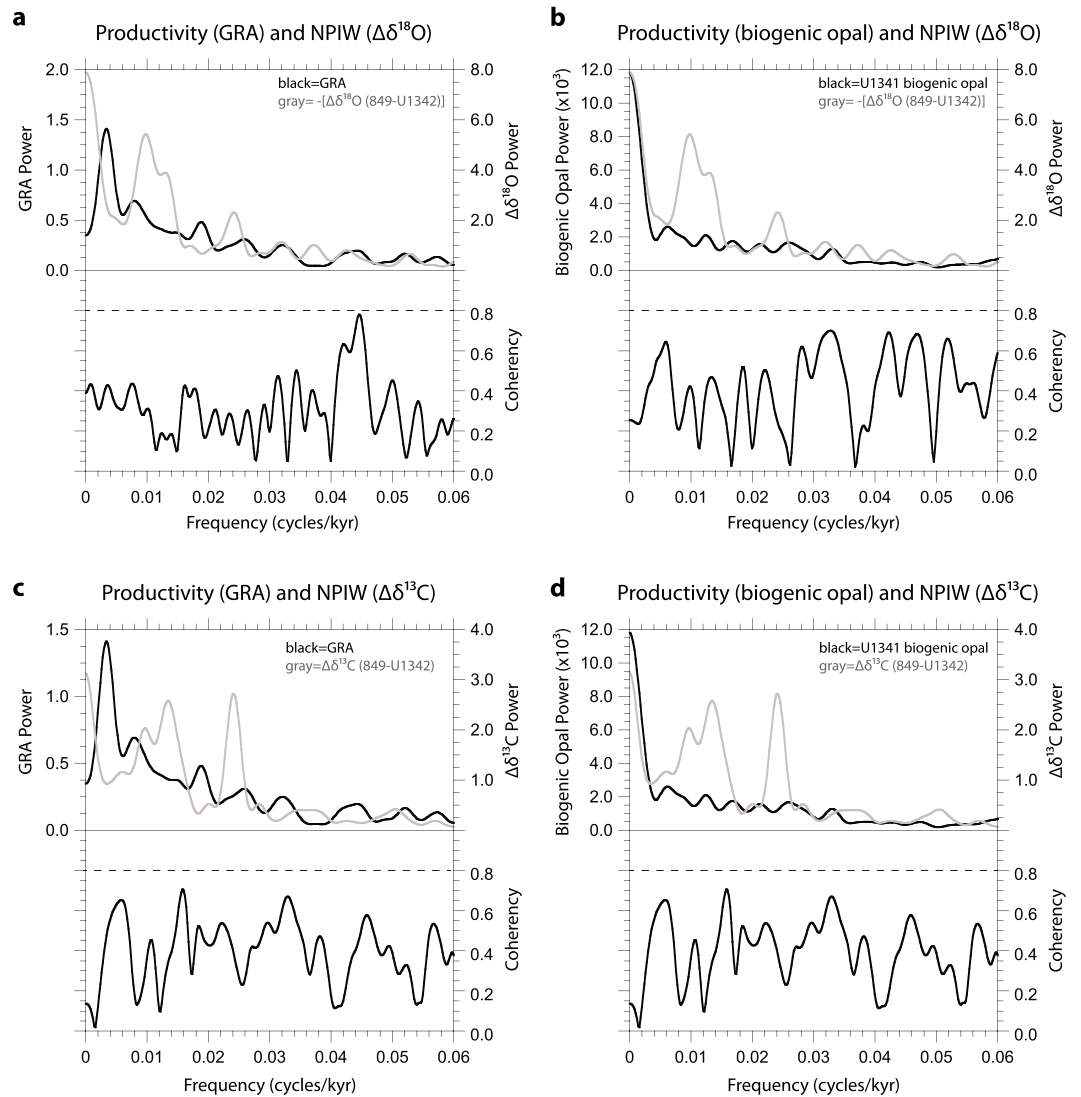 a
Productivity (GRA) and NPIW (Δδ¹⁸O)
black=GRA
gray= -[Δδ¹⁸O (849-U1342)]
GRA Power
2.0
1.5
1.0
0.5
0.0
Δδ¹⁸O Power
8.0
6.0
4.0
2.0
Coherency
0.8
0.6
0.4
0.2
0.0
0 0.01 0.02 0.03 0.04 0.05 0.06
Frequency (cycles/kyr)
b
Productivity (biogenic opal) and NPIW (Δδ¹⁸O)
black=U1341 biogenic opal
gray= -[Δδ¹⁸O (849-U1342)]
Biogenic Opal Power (x10³)
12.0
10.0
8.0
6.0
4.0
2.0
0.0
Δδ¹⁸O Power
8.0
6.0
4.0
2.0
Coherency
0.8
0.6
0.4
0.2
0.0
0 0.01 0.02 0.03 0.04 0.05 0.06
Frequency (cycles/kyr)
c
Productivity (GRA) and NPIW (Δδ¹³C)
black=GRA
gray=Δδ¹³C (849-U1342)
GRA Power
1.5
1.0
0.5
0.0
Δδ¹³C Power
4.0
3.0
2.0
1.0
Coherency
0.8
0.6
0.4
0.2
0.0
0 0.01 0.02 0.03 0.04 0.05 0.06
Frequency (cycles/kyr)
d
Productivity (biogenic opal) and NPIW (Δδ¹³C)
black=U1341 biogenic opal
gray=Δδ¹³C (849-U1342)
Biogenic Opal Power (x10³)
12.0
10.0
8.0
6.0
4.0
2.0
0.0
Δδ¹³C Power
4.0
3.0
2.0
1.0
Coherency
0.8
0.6
0.4
0.2
0.0
0 0.01 0.02 0.03 0.04 0.05 0.06
Frequency (cycles/kyr)